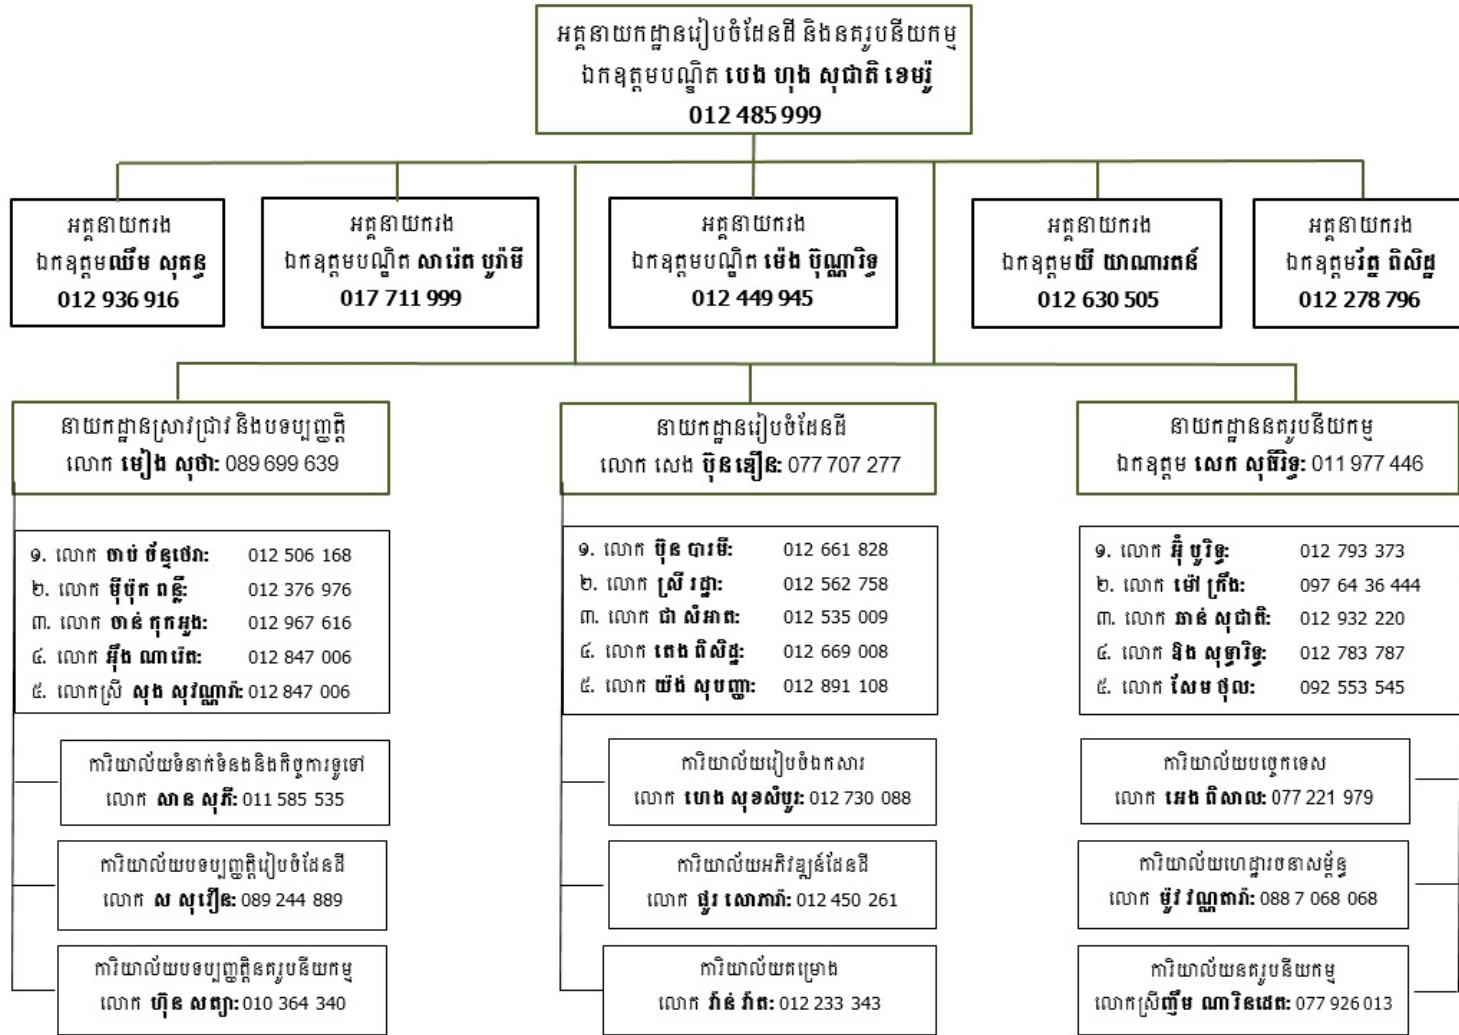 អគ្គនាយកដ្ឋានរៀបចំដែនដី និងនគរូបនីយកម្ម
ឯកឧត្តមបណ្ឌិត បេង ហុង សុជាតិ ខេមរ៉ូ
012 485 999
អគ្គនាយករង
ឯកឧត្តមឈឹម សុគន្ធ
012 936 916
អគ្គនាយករង
ឯកឧត្តមបណ្ឌិត សារ៉េត បូរ៉ាមី
017 711 999
អគ្គនាយករង
ឯកឧត្តមបណ្ឌិត ម៉េង ប៊ុណ្ណារិទ្ធ
012 449 945
អគ្គនាយករង
ឯកឧត្តមយី យាណារតន៍
012 630 505
អគ្គនាយករង
ឯកឧត្តមរ័ត្ន ពិសិដ្ឋ
012 278 796
នាយកដ្ឋានស្រាវជ្រាវ និងបទប្បញ្ញត្តិ
លោក មៀង សុថា: 089 699 639
១. លោក ចាប់ ច័ន្ទថេរា: 012 506 168
២. លោក ម៉ីប៉ុក ពន្លឺ: 012 376 976
៣. លោក ចាន់ កុកអួង: 012 967 616
៤. លោក អ៊ឹង ណារ៉េត: 012 847 006
៥. លោកស្រី សុង សុវណ្ណារ៉ា: 012 847 006
ការិយាល័យទំនាក់ទំនងនិងកិច្ចការទូទៅ
លោក សាន សុភី: 011 585 535
ការិយាល័យបទប្បញ្ញត្តិរៀបចំដែនដី
លោក ស សុវឿន: 089 244 889
ការិយាល័យបទប្បញ្ញត្តិនគរូបនីយកម្ម
លោក ហ៊ុន សត្យា: 010 364 340
នាយកដ្ឋានរៀបចំដែនដី
លោក សេង ប៊ុនឌឿន: 077 707 277
១. លោក ប៊ុន បារមី: 012 661 828
២. លោក ស្រី រដ្ឋា: 012 562 758
៣. លោក ជា សំអាត: 012 535 009
៤. លោក តេង ពិសិដ្ឋ: 012 669 008
៥. លោក យ៉ង់ សុបញ្ញា: 012 891 108
ការិយាល័យរៀបចំឯកសារ
លោក ហេង សុខសំបូរ: 012 730 088
ការិយាល័យអភិវឌ្ឍន៍ដែនដី
លោក ផូរ សោភារ៉ា: 012 450 261
ការិយាល័យគម្រោង
លោក វ៉ាន់ វ៉ាត: 012 233 343
នាយកដ្ឋាននគរូបនីយកម្ម
ឯកឧត្តម សេក សុធីរិទ្ធ: 011 977 446
១. លោក អ៊ុំ បូរិទ្ធ: 012 793 373
២. លោក ម៉ៅ ក្រឹង: 097 64 36 444
៣. លោក ឆាន់ សុជាតិ: 012 932 220
៤. លោក ឱង សុទ្ធារិទ្ធ: 012 783 787
៥. លោក សែម ថុល: 092 553 545
ការិយាល័យបច្ចេកទេស
លោក អេង ពិសាល: 077 221 979
ការិយាល័យហេដ្ឋារចនាសម្ព័ន្ធ
លោក ម៉ូវ វណ្ណតារ៉ា: 088 7 068 068
ការិយាល័យនគរូបនីយកម្ម
លោកស្រីញឹម ណារិនដេត: 077 926 013